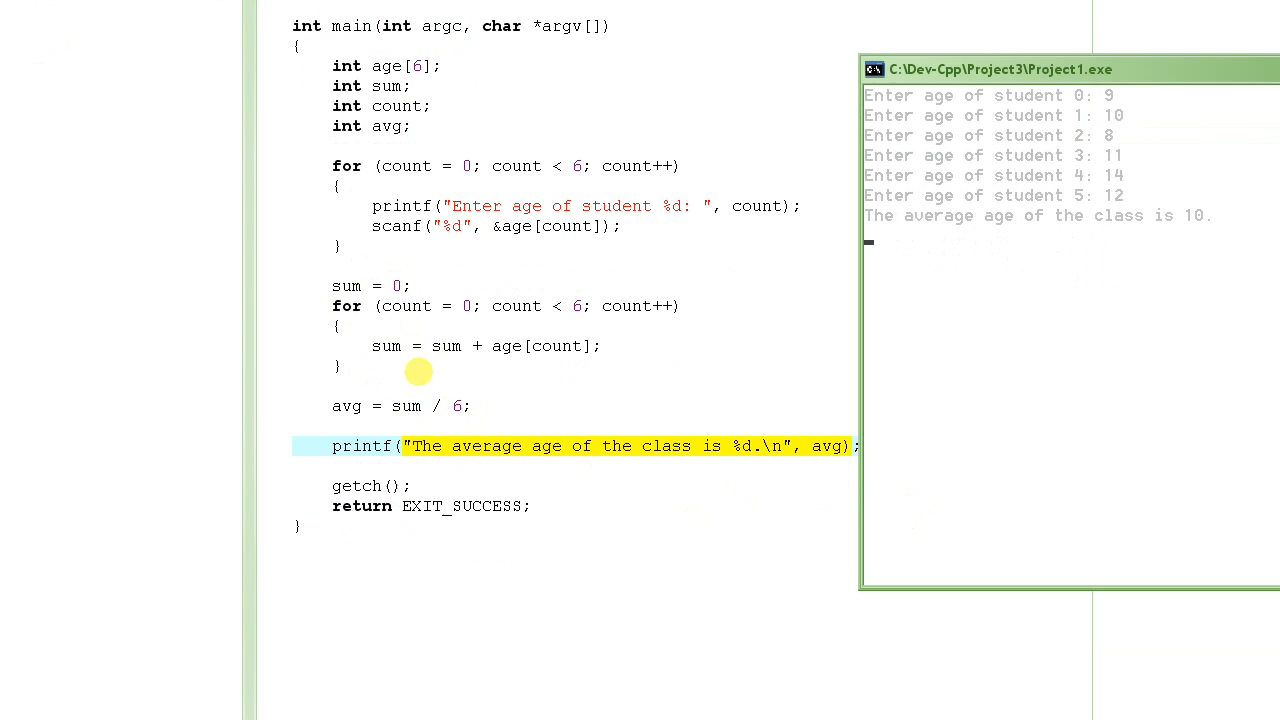 int main(int argc, char *argv[])
{
int age[6];
int sum;
int count;
int avg;
for (count = 0; count < 6; count++)
{
printf("Enter age of student %d: ", count);
scanf("%d", &age[count]);
}
sum = 0;
for (count = 0; count < 6; count++)
{
sum = sum + age[count];
}
avg = sum / 6;
printf("The average age of the class is %d.\n", avg);
getch();
return EXIT_SUCCESS;
}
C:\Dev-Cpp\Project3\Project1.exe
Enter age of student 0: 9
Enter age of student 1: 10
Enter age of student 2: 8
Enter age of student 3: 11
Enter age of student 4: 14
Enter age of student 5: 12
The average age of the class is 10.